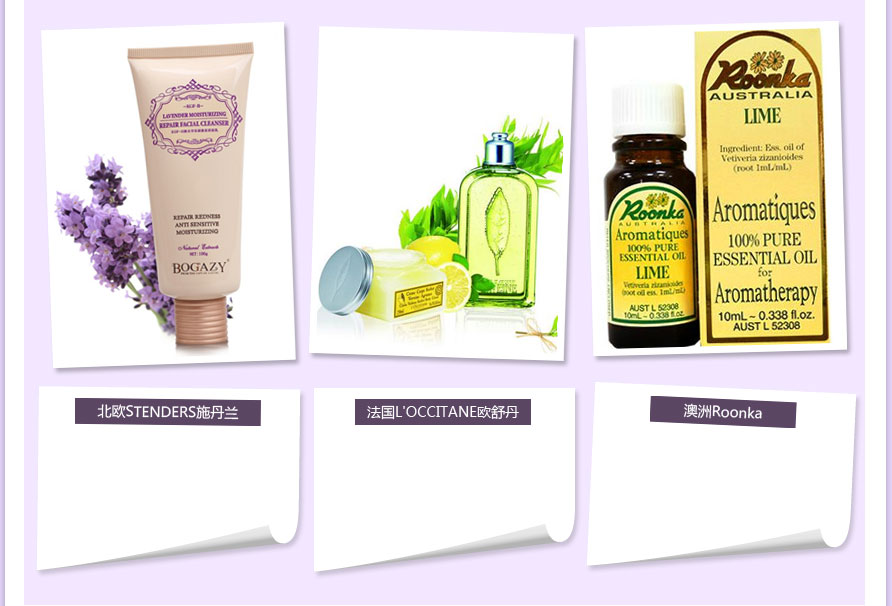 LAVENDER MOISTURIZING
REPAIR FACIAL CLEANSER
REPAIR REDNESS
ANTI SENSITIVE
MOISTURIZING
Natural Extracts
BOGAZY
Roonka
AUSTRALIA
Aromatiques
100% PURE
ESSENTIAL OIL
LIME
Vetiveria zizanioides
(root oil ess. 1mL/mL)
AUST L 52308
10mL ~ 0.338 fl.oz.
Roonka
AUSTRALIA
LIME
Ingredient: Ess. oil of
Vetiveria zizanioides
(root 1mL/mL)
Aromatiques
100% PURE
ESSENTIAL OIL
for
Aromatherapy
10mL ~ 0.338 fl.oz.
AUST L 52308
北欧STENDERS施丹兰
法国L'OCCITANE欧舒丹
澳洲Roonka